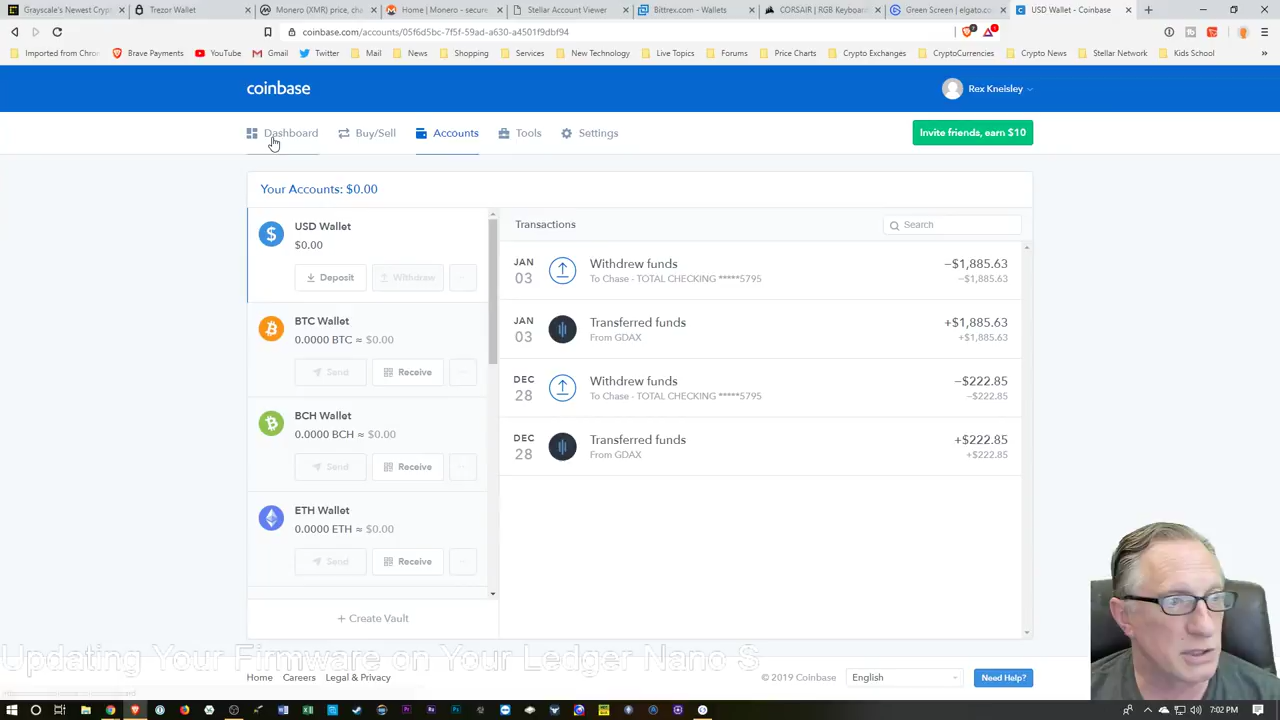 Grayscale's Newest Crypt
Trezor Wallet
Monero (XMR) price, cha
Home | Monero - secure
Stellar Account Viewer
Bittrex.com - Wallets
CORSAIR | RGB Keyboard
Green Screen | elgato.co
USD Wallet - Coinbase
coinbase.com/accounts/05f6d5bc-7f5f-59ad-a630-a4501f9dbf94
Imported from Chron
Brave Payments
YouTube
Gmail
Twitter
Mail
News
Shopping
Services
New Technology
Live Topics
Forums
Price Charts
Crypto Exchanges
CryptoCurrencies
Crypto News
Stellar Network
Kids School
coinbase
Rex Kneisley
Dashboard
Buy/Sell
Accounts
Tools
Settings
Invite friends, earn $10
Your Accounts: $0.00
USD Wallet
$0.00
Deposit
Withdraw
BTC Wallet
0.0000 BTC ≈ $0.00
Send
Receive
BCH Wallet
0.0000 BCH ≈ $0.00
Send
Receive
ETH Wallet
0.0000 ETH ≈ $0.00
Send
Receive
+ Create Vault
Transactions
Search
JAN 03
Withdrew funds
To Chase - TOTAL CHECKING *****5795
−$1,885.63
−$1,885.63
JAN 03
Transferred funds
From GDAX
+$1,885.63
+$1,885.63
DEC 28
Withdrew funds
To Chase - TOTAL CHECKING *****5795
−$222.85
−$222.85
DEC 28
Transferred funds
From GDAX
+$222.85
+$222.85
Updating Your Firmware on Your Ledger Nano S
Home
Careers
Legal & Privacy
© 2019 Coinbase
English
Need Help?
7:02 PM